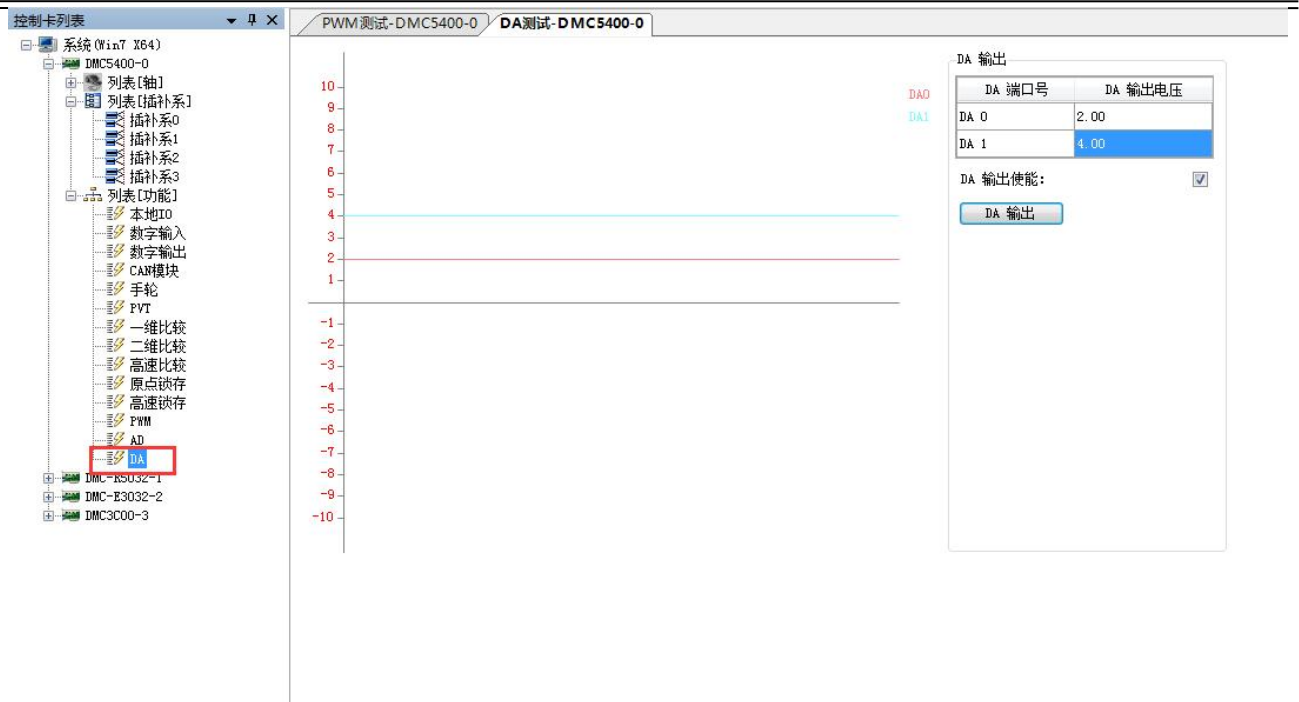 控制卡列表
系统(Win7 X64)
DMC5400-0
列表[轴]
列表[插补系]
插补系0
插补系1
插补系2
插补系3
列表[功能]
本地IO
数字输入
数字输出
CAN模块
手轮
PVT
一维比较
二维比较
高速比较
原点锁存
高速锁存
PWM
AD
DA
DMC-R5032-1
DMC-E3032-2
DMC3C00-3
PWM测试-DMC5400-0 DA测试-DMC5400-0
10
9
8
7
6
5
4
3
2
1
-1
-2
-3
-4
-5
-6
-7
-8
-9
-10
DA0
DA1
DA 输出
DA 端口号 DA 输出电压
DA 0 2.00
DA 1 4.00
DA 输出使能:
DA 输出